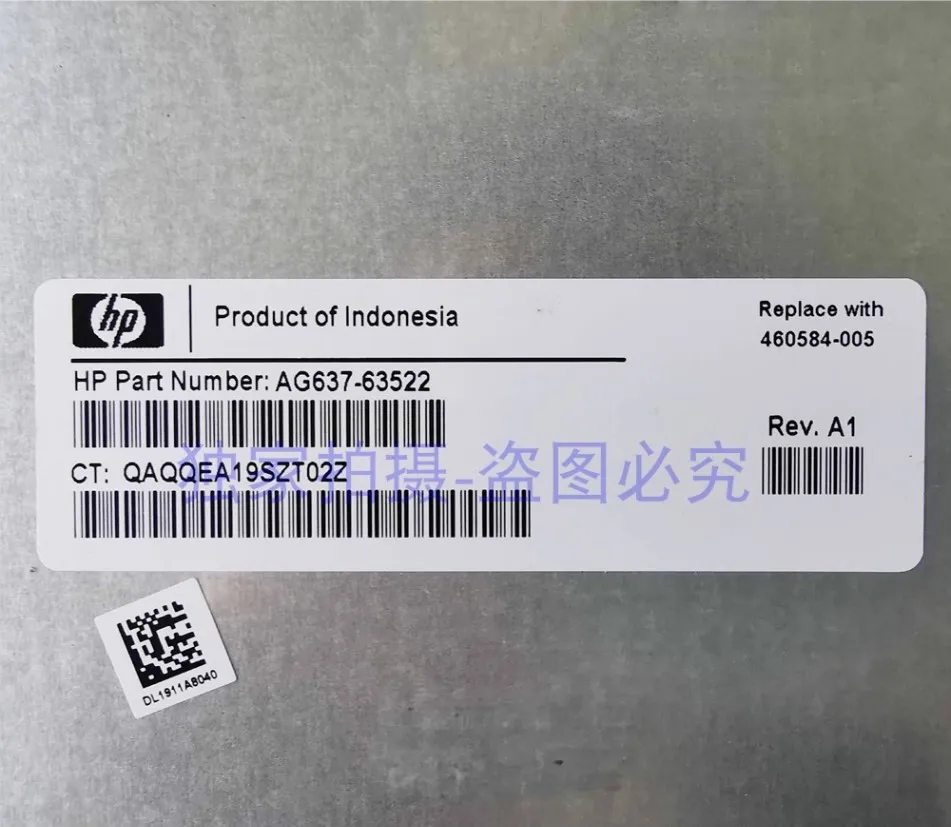 hp
Product of Indonesia
Replace with
460584-005
HP Part Number: AG637-63522
Rev. A1
CT: QAQQEA19SZT02Z
独家拍摄-盗图必究
DL1911A8040